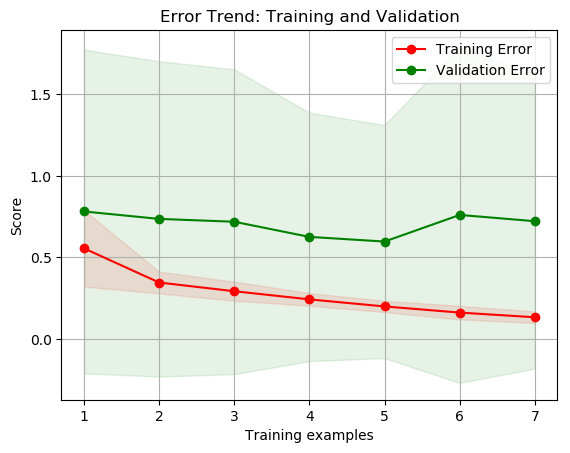 Error Trend: Training and Validation
Training Error
Validation Error
1.5
1.0
0.5
0.0
Score
1 2 3 4 5 6 7
Training examples